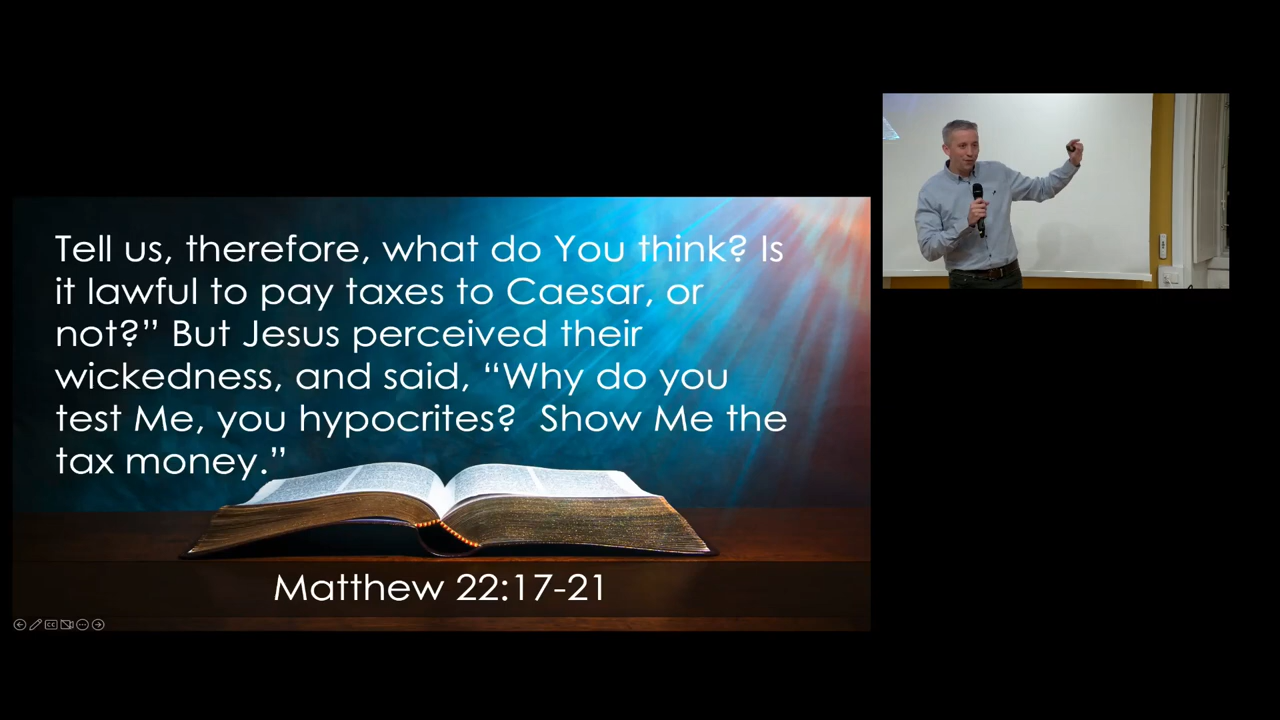 Tell us, therefore, what do You think? Is
it lawful to pay taxes to Caesar, or
not?” But Jesus perceived their
wickedness, and said, “Why do you
test Me, you hypocrites?  Show Me the
tax money.”
Matthew 22:17-21